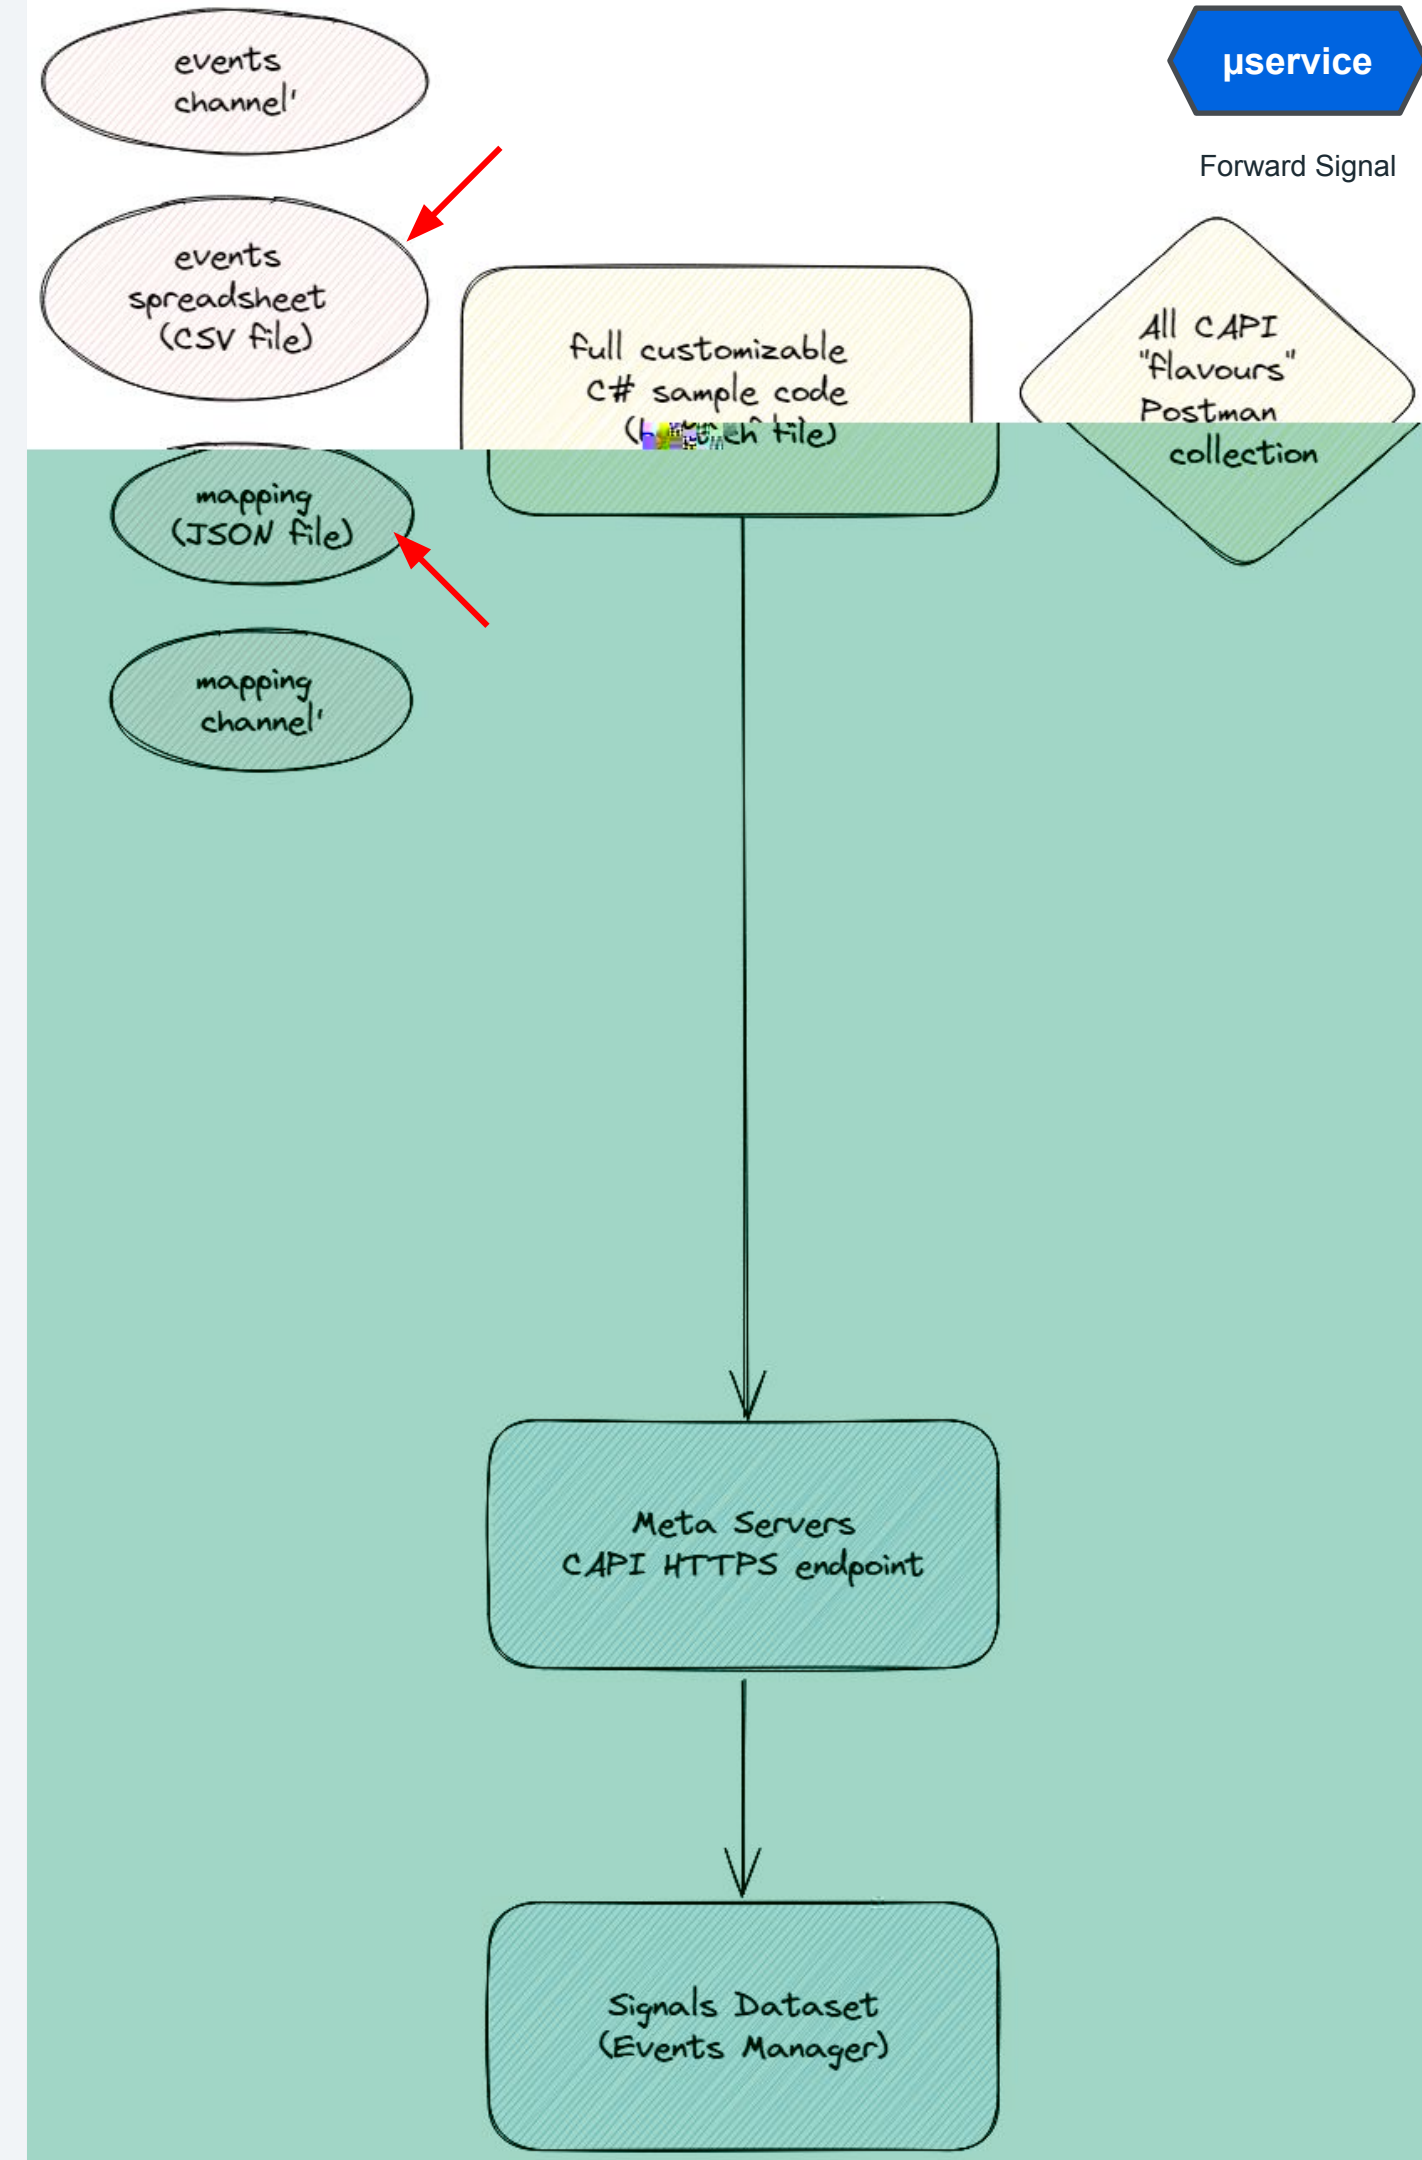 events
channel'
µservice
Forward Signal
events
spreadsheet
(CSV file)
full customizable
C# sample code
file)
All CAPI
"flavours"
Postman
collection
mapping
(JSON file)
mapping
channel'
Meta Servers
CAPI HTTPS endpoint
Signals Dataset
(Events Manager)